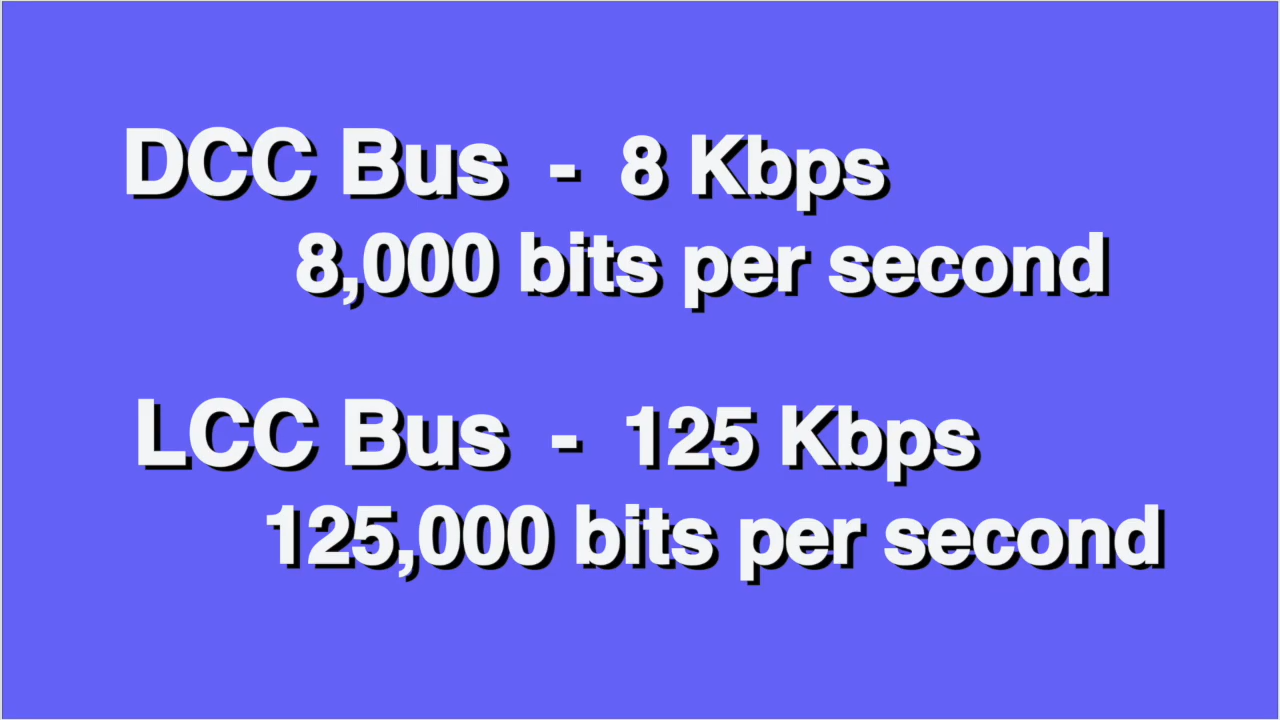 DCC Bus - 8 Kbps
8,000 bits per second
LCC Bus - 125 Kbps
125,000 bits per second